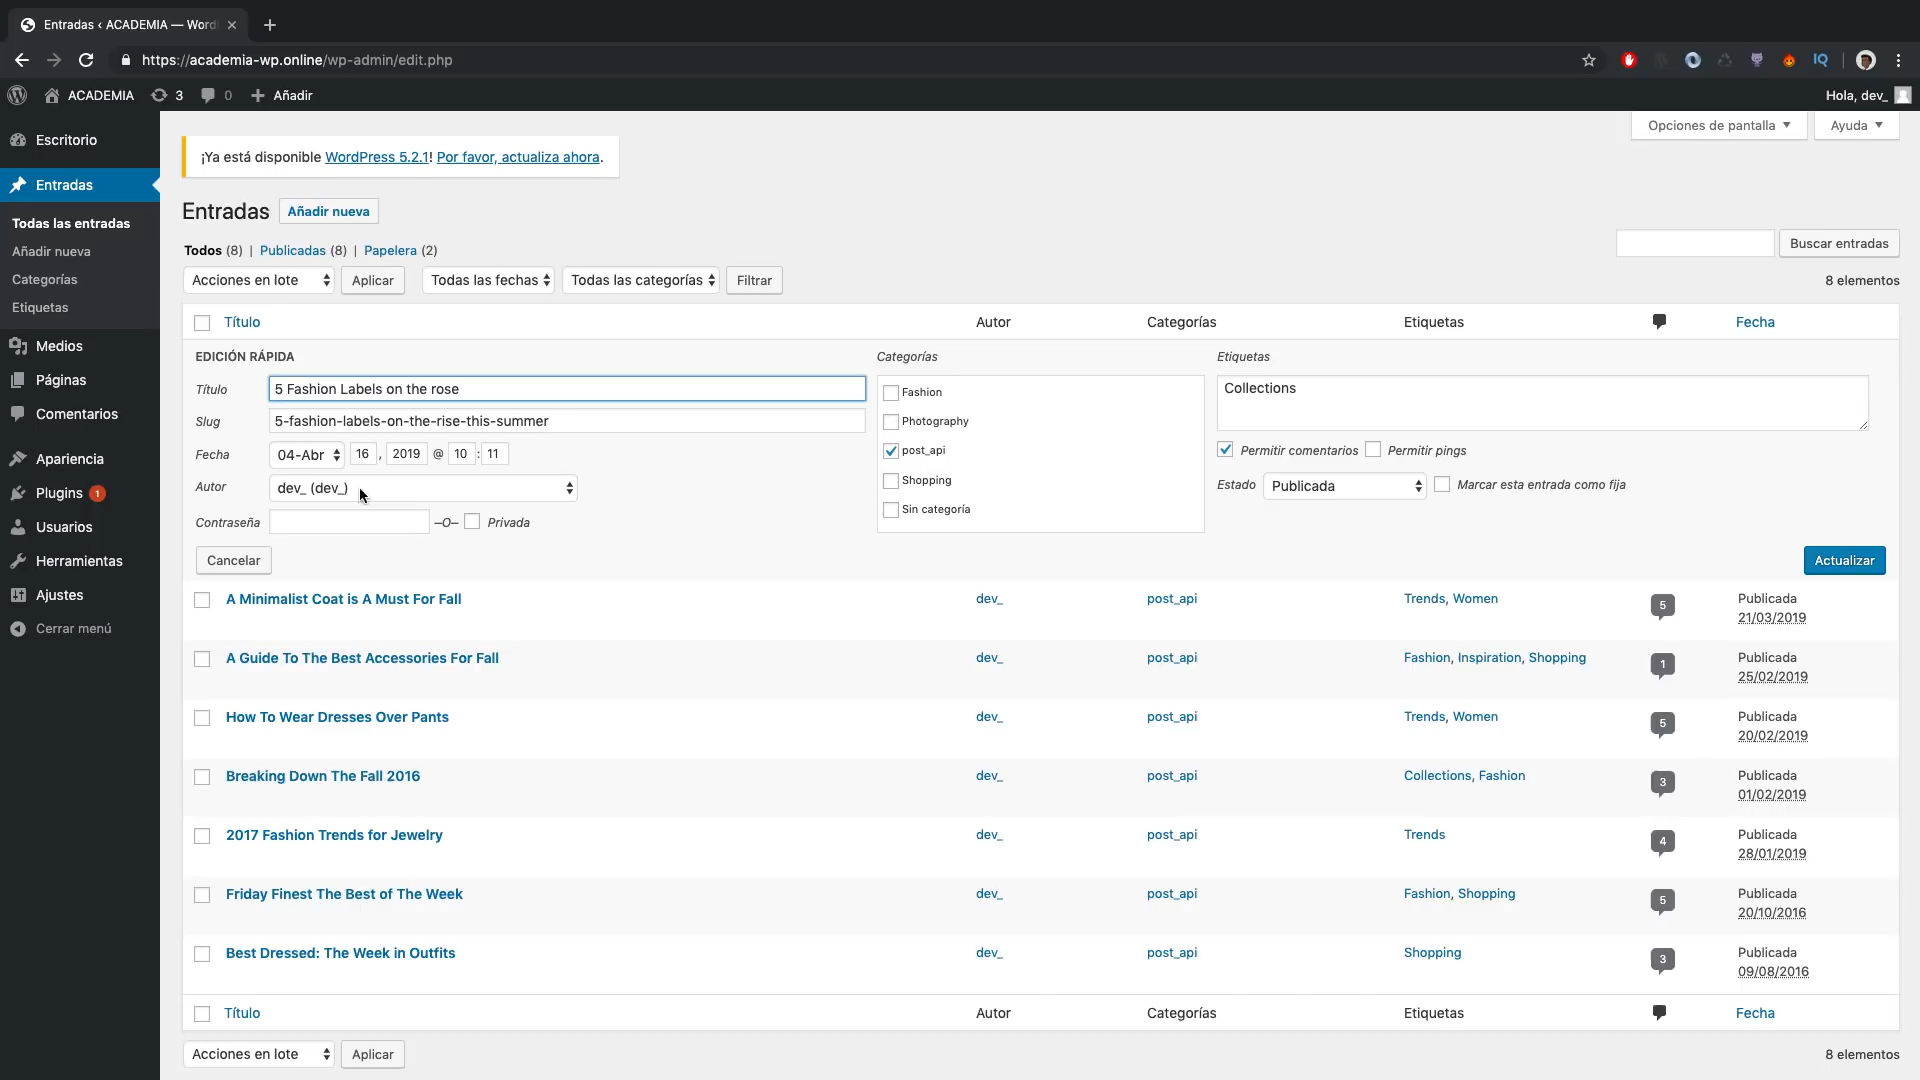 Entradas ‹ ACADEMIA — Word
https://academia-wp.online/wp-admin/edit.php
IQ
ACADEMIA 3 0 Añadir
Hola, dev_
Opciones de pantalla Ayuda
Escritorio
Entradas
Todas las entradas
Añadir nueva
Categorías
Etiquetas
Medios
Páginas
Comentarios
Apariencia
Plugins 1
Usuarios
Herramientas
Ajustes
Cerrar menú
¡Ya está disponible WordPress 5.2.1! Por favor, actualiza ahora.
Entradas Añadir nueva
Todos (8) | Publicadas (8) | Papelera (2)
Buscar entradas
Acciones en lote Aplicar Todas las fechas Todas las categorías Filtrar
8 elementos
Título Autor Categorías Etiquetas Fecha
EDICIÓN RÁPIDA
Título 5 Fashion Labels on the rose
Slug 5-fashion-labels-on-the-rise-this-summer
Fecha 04-Abr 16 , 2019 @ 10 : 11
Autor dev_ (dev_)
Contraseña –O– Privada
Categorías
Fashion
Photography
post_api
Shopping
Sin categoría
Etiquetas
Collections
Permitir comentarios Permitir pings
Estado Publicada Marcar esta entrada como fija
Cancelar Actualizar
A Minimalist Coat is A Must For Fall dev_ post_api Trends, Women 5 Publicada
21/03/2019
A Guide To The Best Accessories For Fall dev_ post_api Fashion, Inspiration, Shopping 1 Publicada
25/02/2019
How To Wear Dresses Over Pants dev_ post_api Trends, Women 5 Publicada
20/02/2019
Breaking Down The Fall 2016 dev_ post_api Collections, Fashion 3 Publicada
01/02/2019
2017 Fashion Trends for Jewelry dev_ post_api Trends 4 Publicada
28/01/2019
Friday Finest The Best of The Week dev_ post_api Fashion, Shopping 5 Publicada
20/10/2016
Best Dressed: The Week in Outfits dev_ post_api Shopping 3 Publicada
09/08/2016
Título Autor Categorías Etiquetas Fecha
Acciones en lote Aplicar
8 elementos